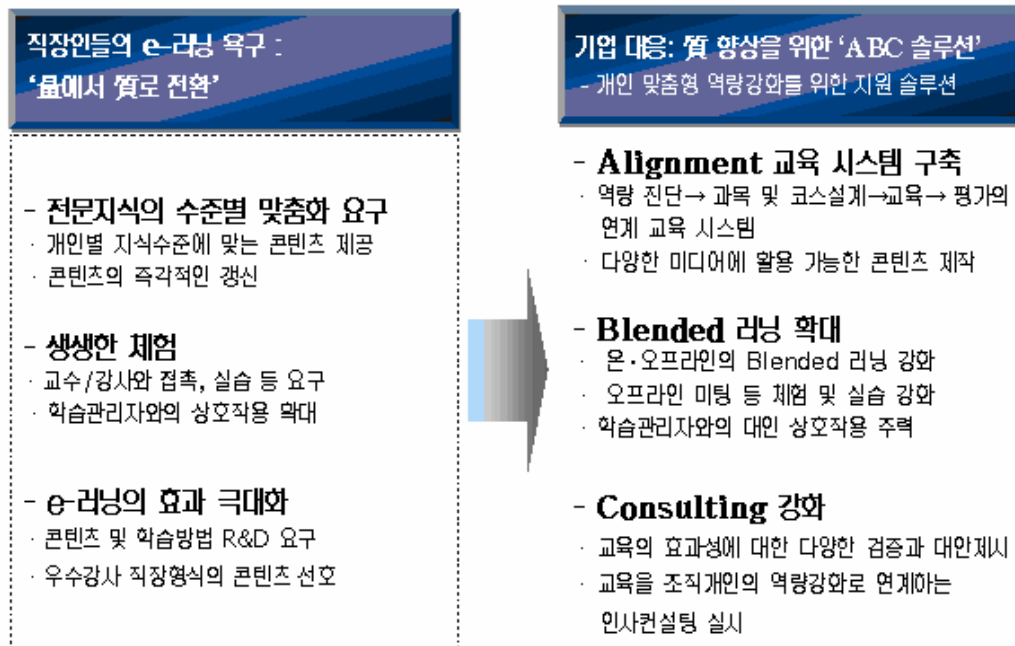 직장인들의 e-러닝 욕구 :
‘量에서 質로 전환’
- 전문지식의 수준별 맞춤화 요구
· 개인별 지식수준에 맞는 콘텐츠 제공
· 콘텐츠의 즉각적인 갱신
- 생생한 체험
· 교수/강사와 접촉, 실습 등 요구
· 학습관리자와의 상호작용 확대
- e-러닝의 효과 극대화
· 콘텐츠 및 학습방법 R&D 요구
· 우수강사 직장형식의 콘텐츠 선호
기업 대응: 質 향상을 위한 ‘ABC 솔루션’
- 개인 맞춤형 역량강화를 위한 지원 솔루션
- Alignment 교육 시스템 구축
· 역량 진단→ 과목 및 코스설계→교육→ 평가의
연계 교육 시스템
· 다양한 미디어에 활용 가능한 콘텐츠 제작
- Blended 러닝 확대
· 온·오프라인의 Blended 러닝 강화
· 오프라인 미팅 등 체험 및 실습 강화
· 학습관리자와의 대인 상호작용 주력
- Consulting 강화
· 교육의 효과성에 대한 다양한 검증과 대안제시
· 교육을 조직개인의 역량강화로 연계하는
인사컨설팅 실시